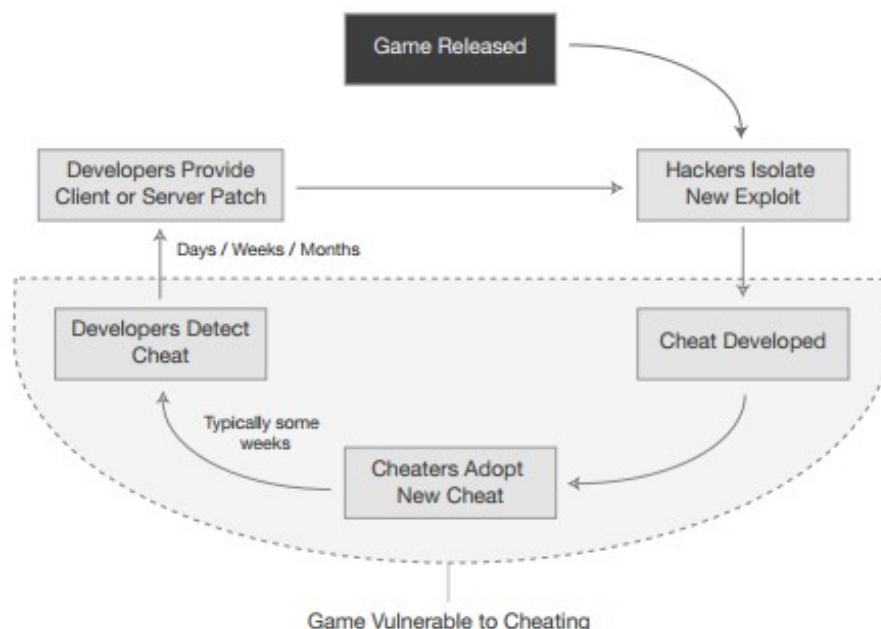 Game Released
Developers Provide
Client or Server Patch
Hackers Isolate
New Exploit
Days / Weeks / Months
Developers Detect
Cheat
Cheat Developed
Typically some
weeks
Cheaters Adopt
New Cheat
Game Vulnerable to Cheating